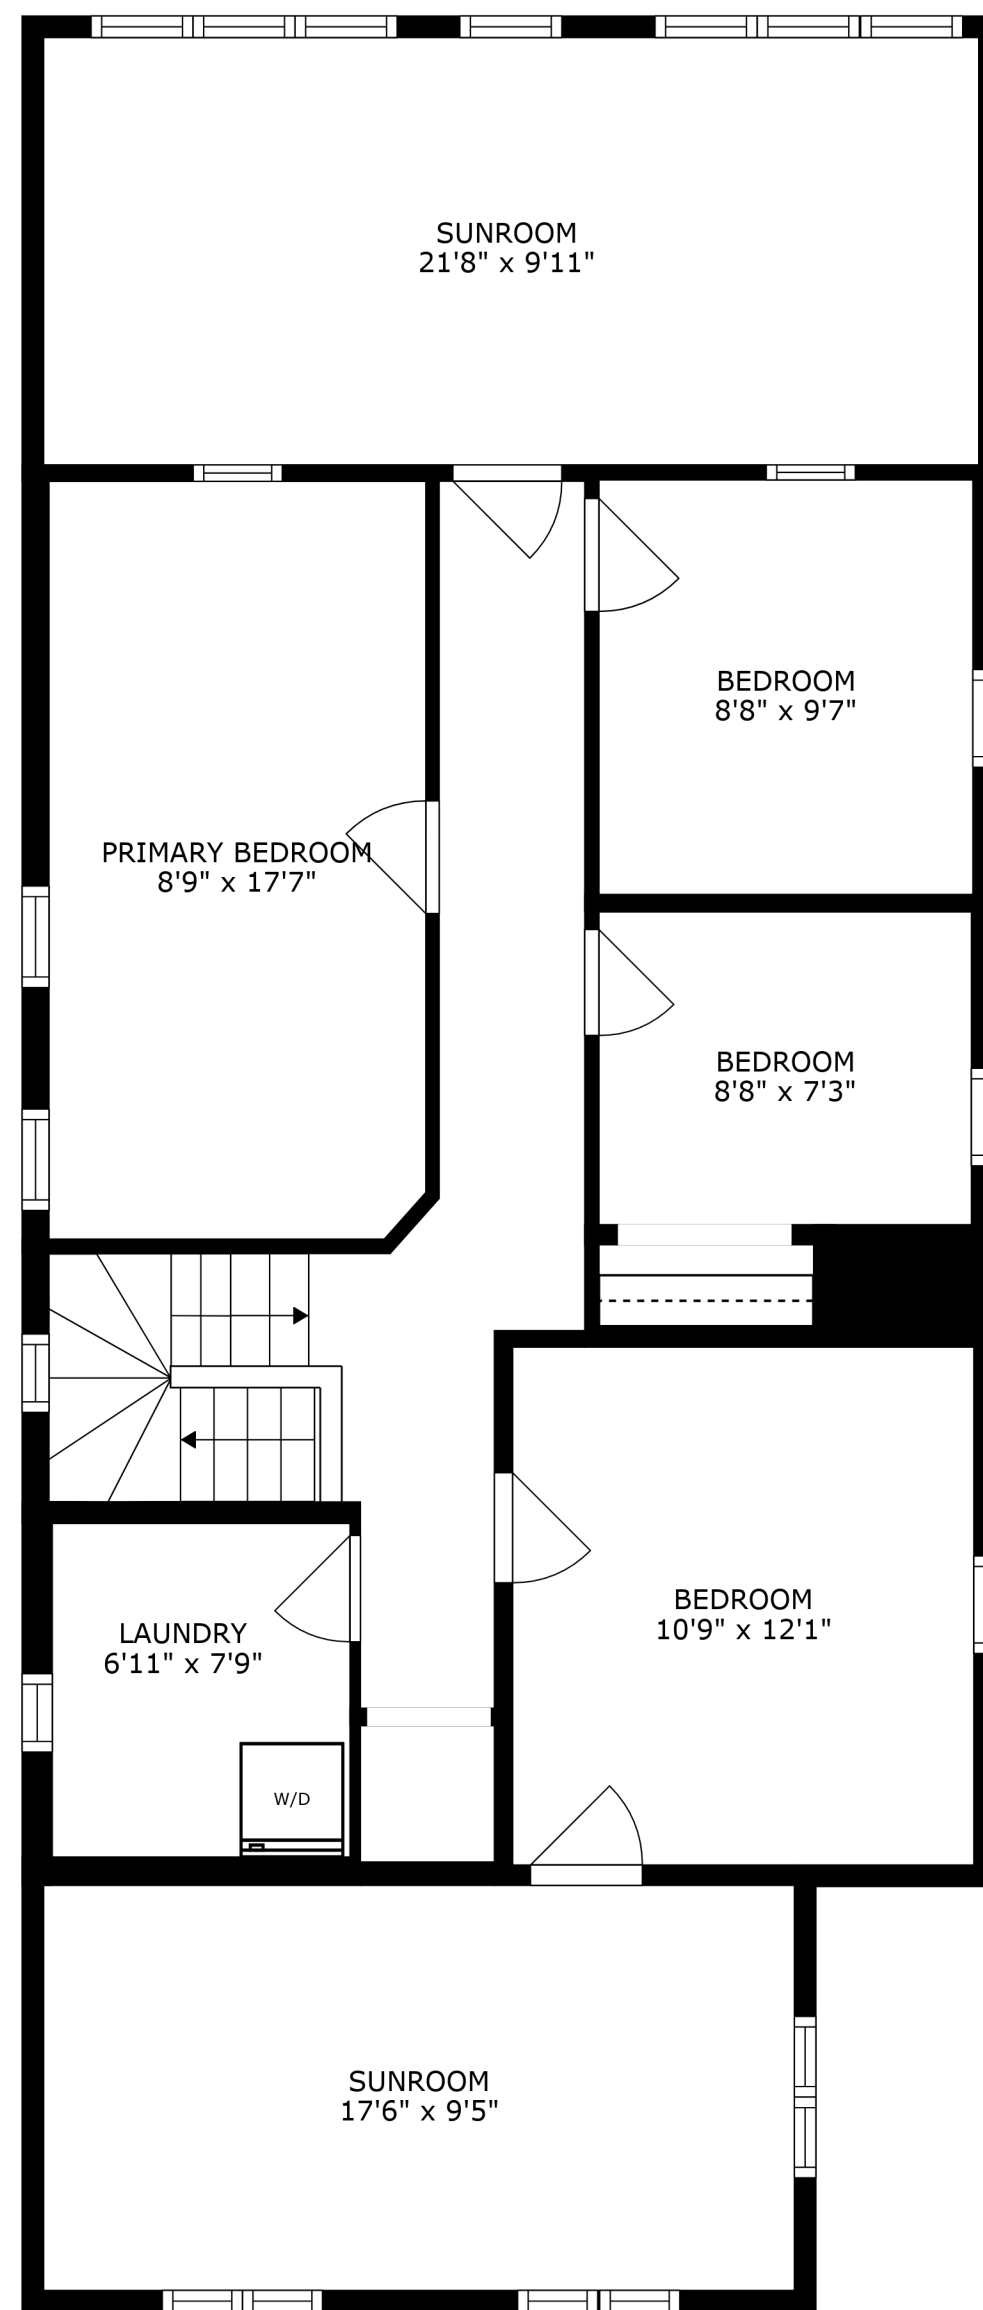 SUNROOM
21'8" x 9'11"
BEDROOM
8'8" x 9'7"
PRIMARY BEDROOM
8'9" x 17'7"
BEDROOM
8'8" x 7'3"
BEDROOM
10'9" x 12'1"
LAUNDRY
6'11" x 7'9"
W/D
SUNROOM
17'6" x 9'5"